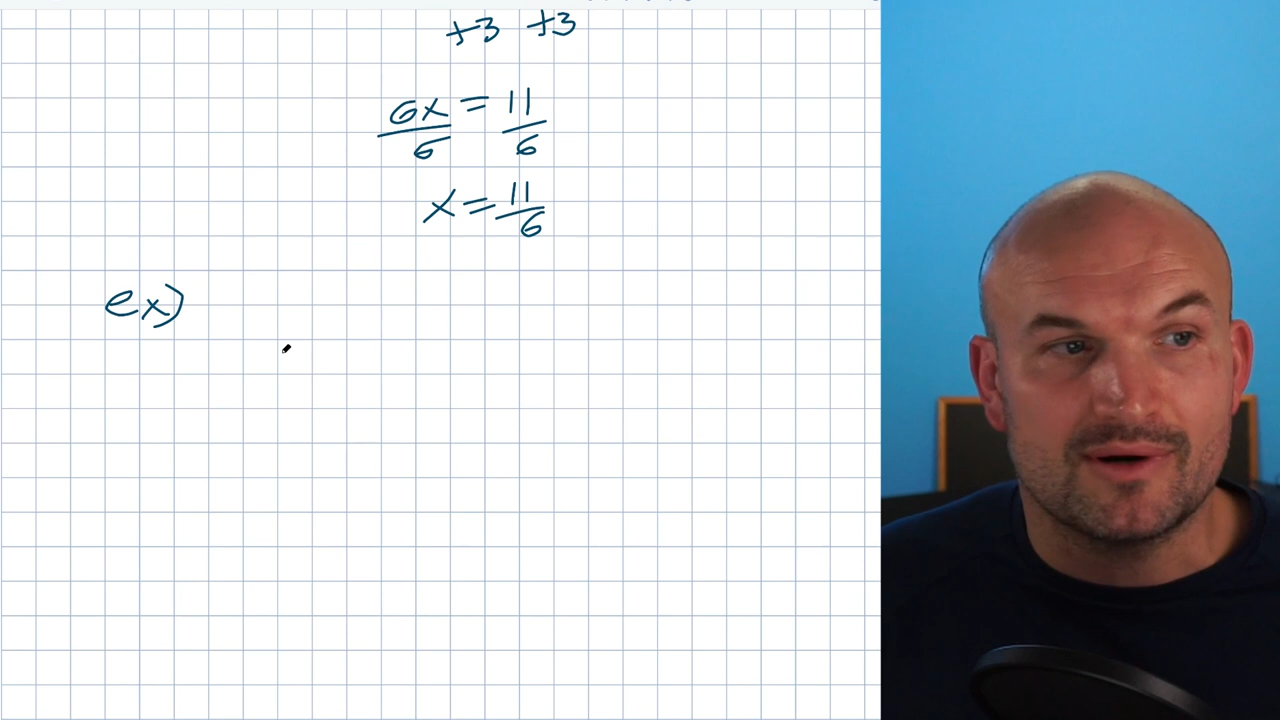 +3 +3
6x/6 = 11/6
x = 11/6
ex)